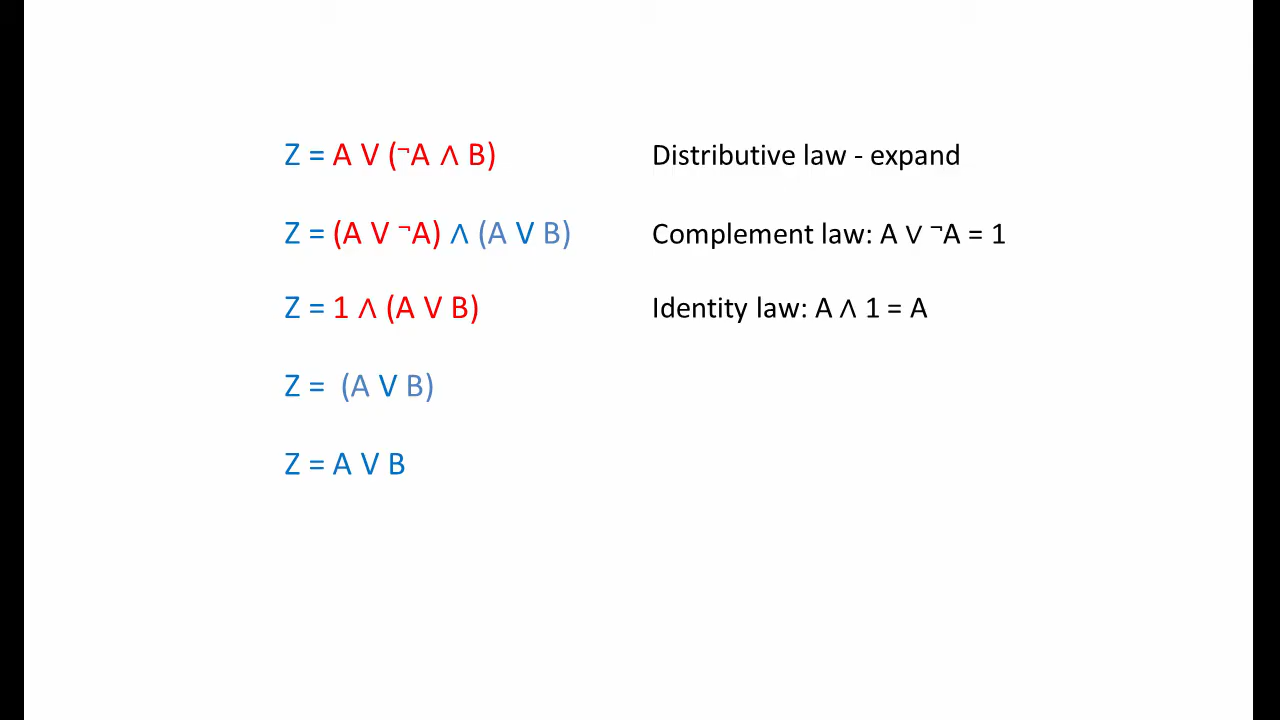 Z = A V (¬A ∧ B) Distributive law - expand
Z = (A V ¬A) ∧ (A V B) Complement law: A ∨ ¬A = 1
Z = 1 ∧ (A V B) Identity law: A ∧ 1 = A
Z = (A V B)
Z = A V B